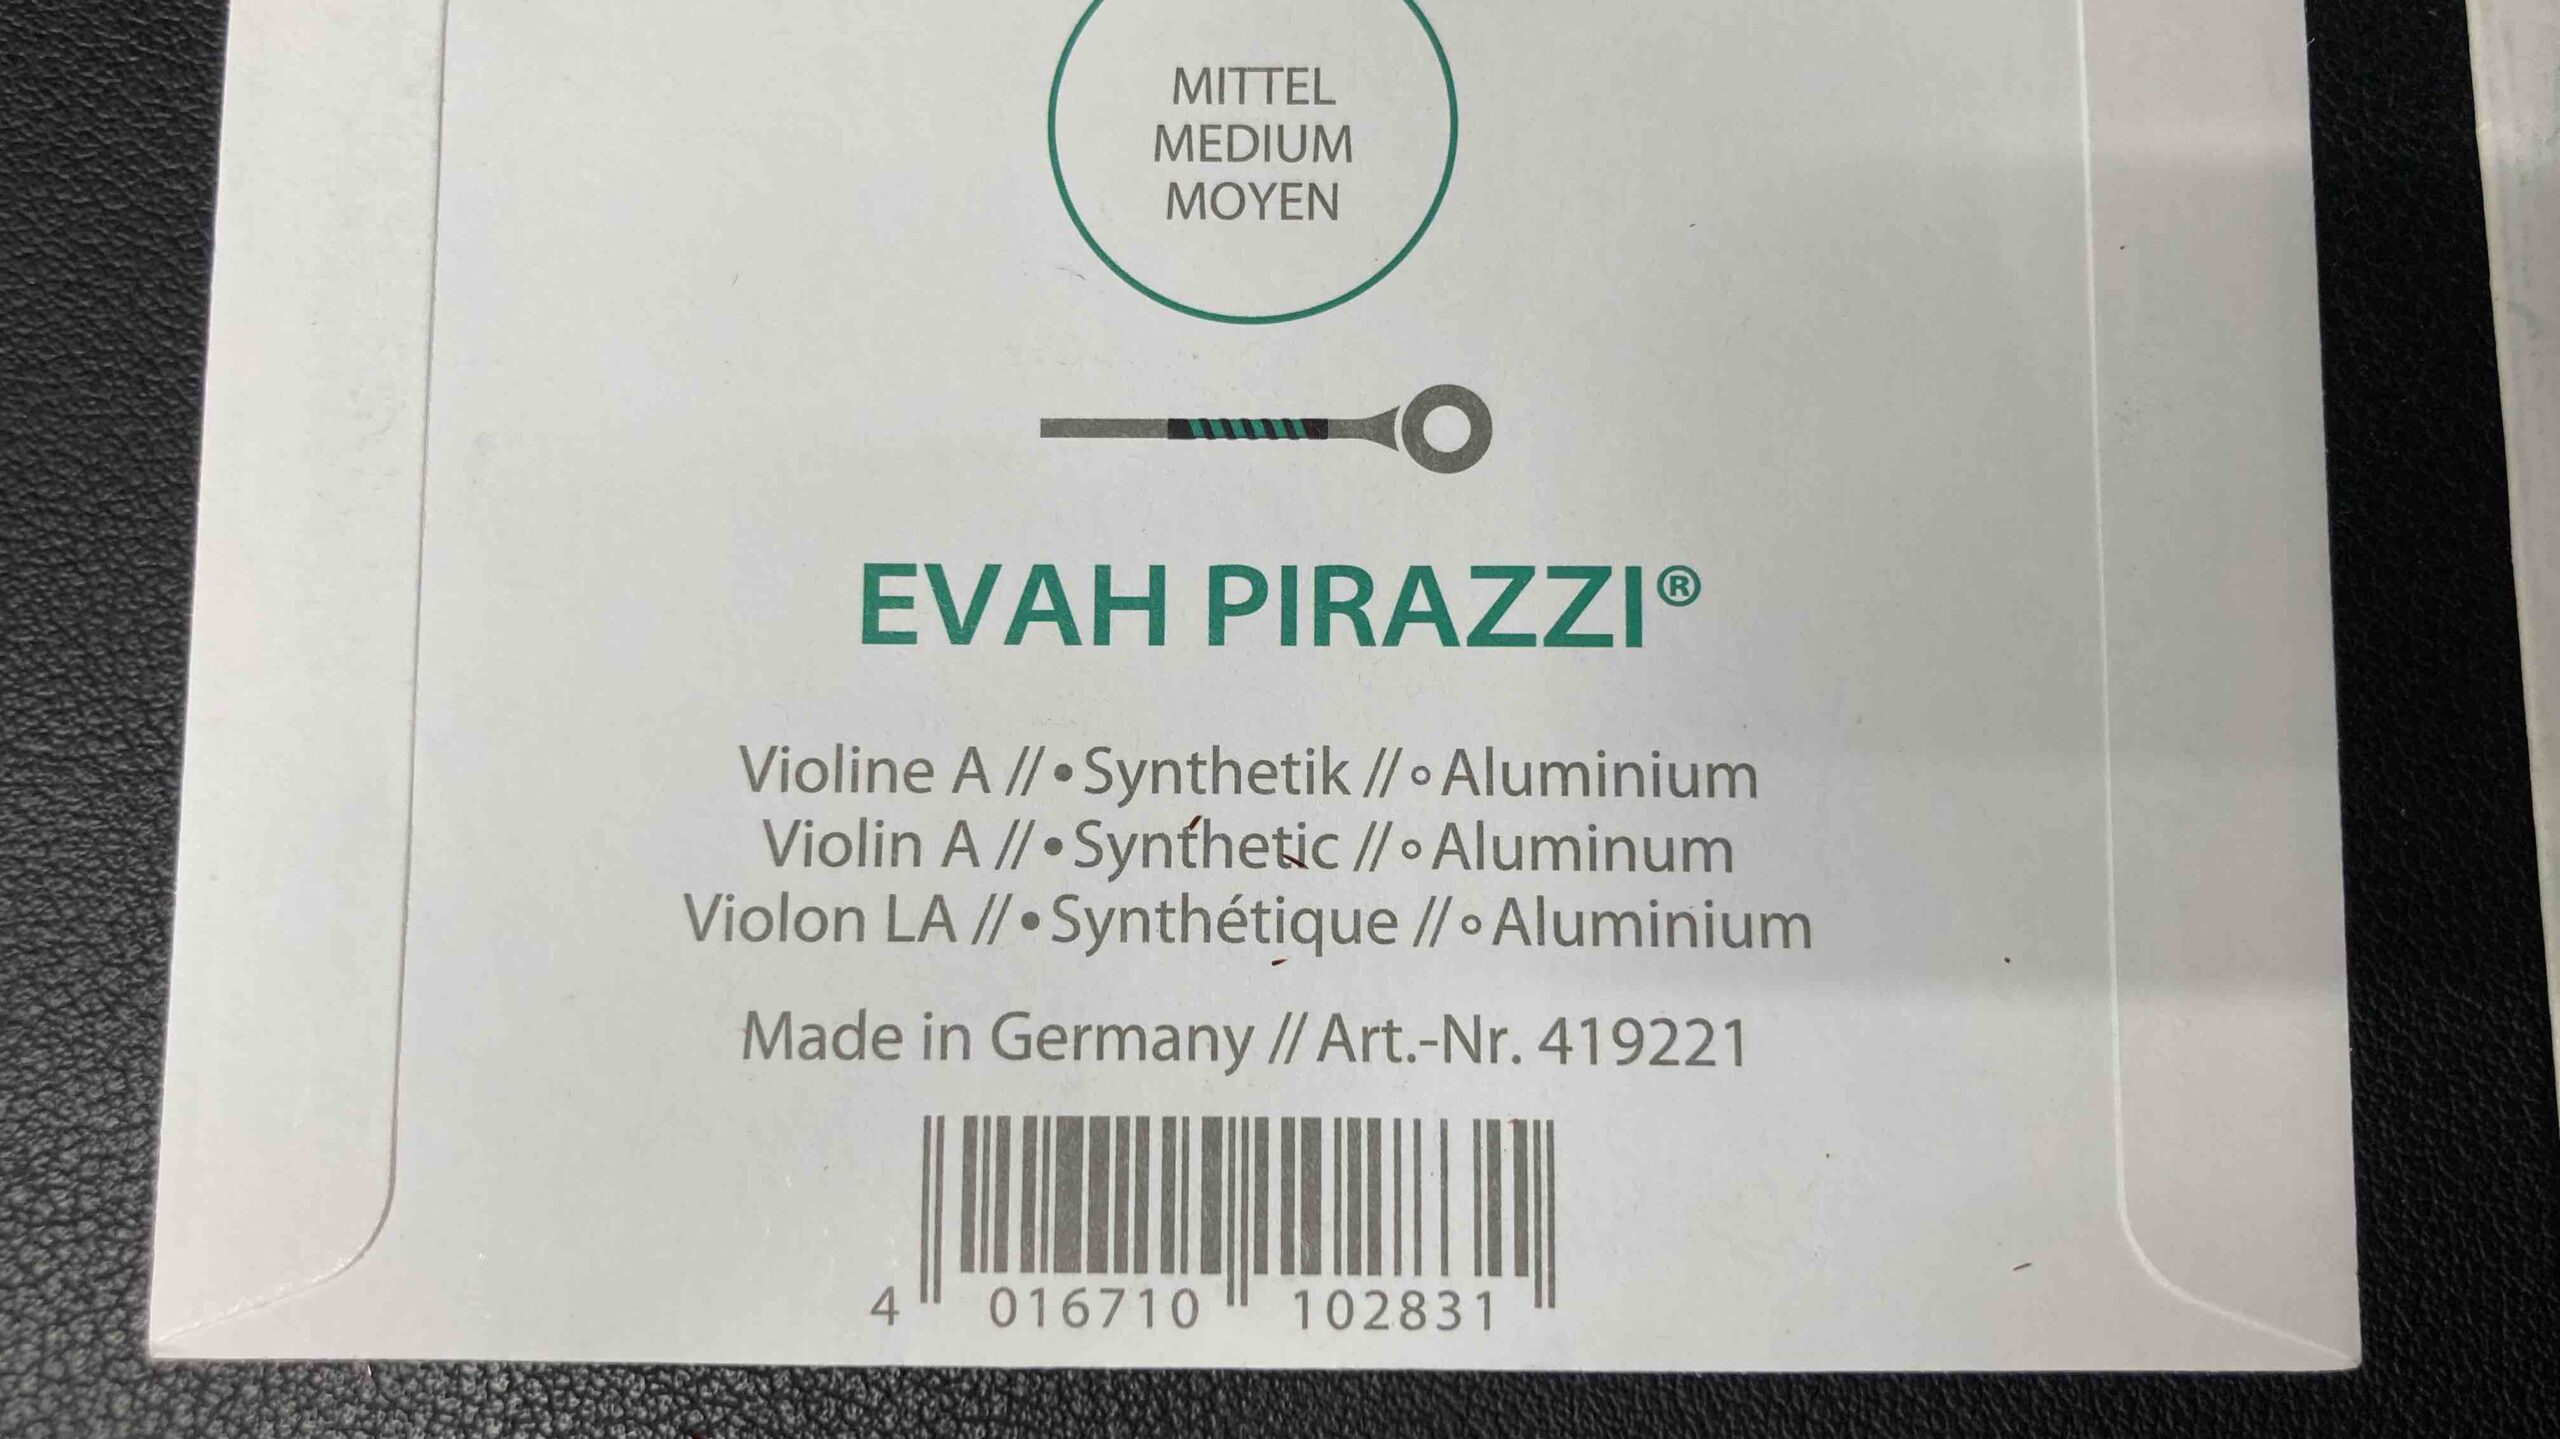 MITTEL
MEDIUM
MOYEN
EVAH PIRAZZI®
Violine A // • Synthetik // ∘ Aluminium
Violin A // • Synthetic // ∘ Aluminum
Violon LA // • Synthétique // ∘ Aluminium
Made in Germany // Art.-Nr. 419221
4 016710 102831